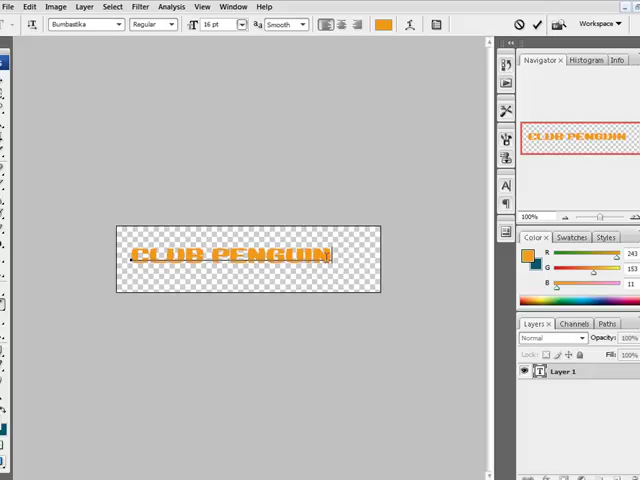 File Edit Image Layer Select Filter Analysis View Window Help
Bumbastika Regular 16 pt Smooth Workspace
Navigator Histogram Info
CLUB PENGUIN
100%
CLUB PENGUIN
Color Swatches Styles
R 243
G 153
B 11
Layers Channels Paths
Normal Opacity: 100%
Lock: Fill: 100%
Layer 1